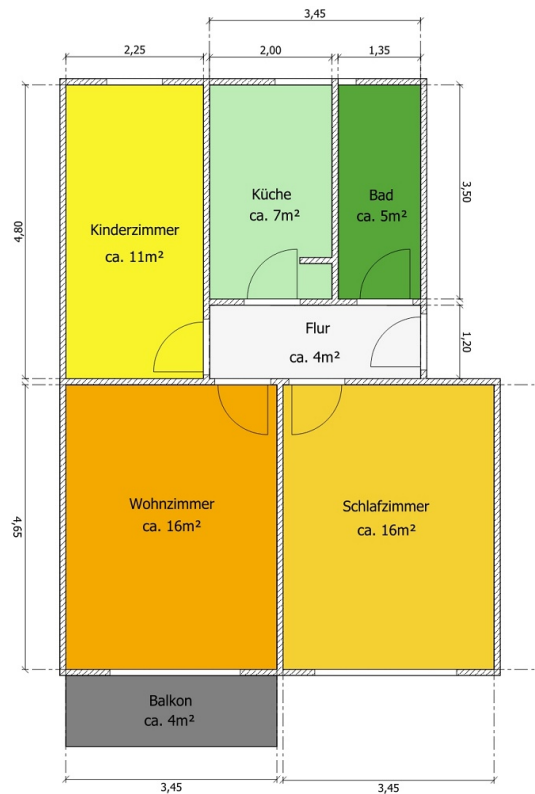 3,45
2,25
2,00
1,35
4,80
3,50
Küche
ca. 7m²
Bad
ca. 5m²
Kinderzimmer
ca. 11m²
Flur
ca. 4m²
1,20
4,65
Wohnzimmer
ca. 16m²
Schlafzimmer
ca. 16m²
Balkon
ca. 4m²
3,45
3,45